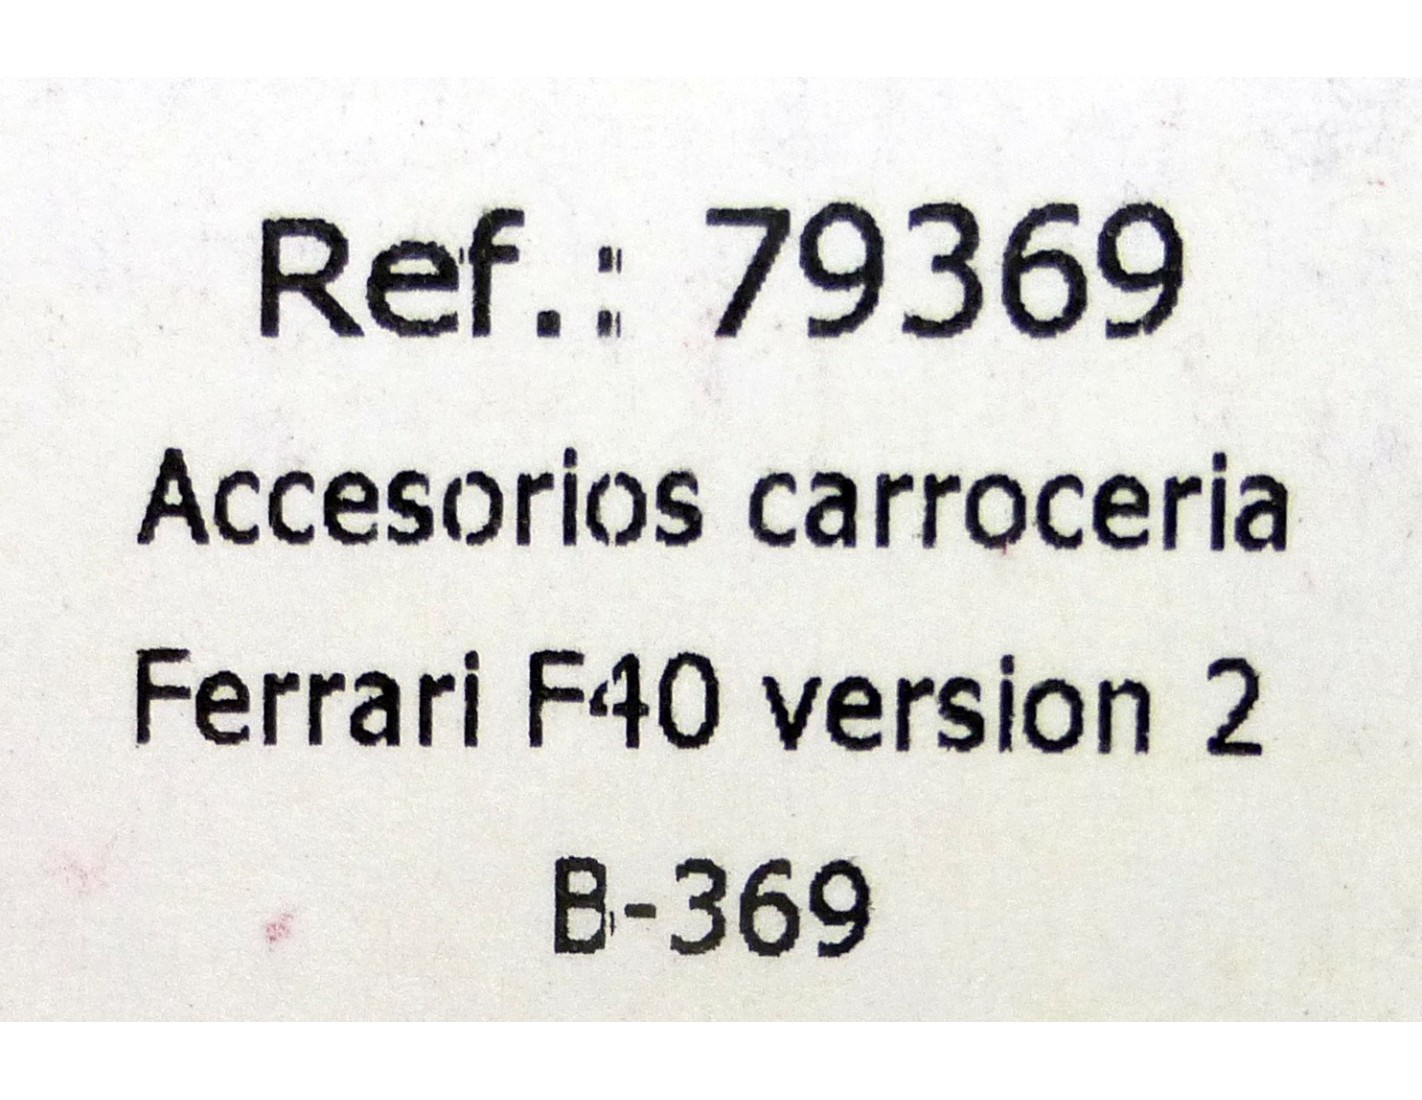 Ref.: 79369
Accesorios carroceria
Ferrari F40 version 2
B-369